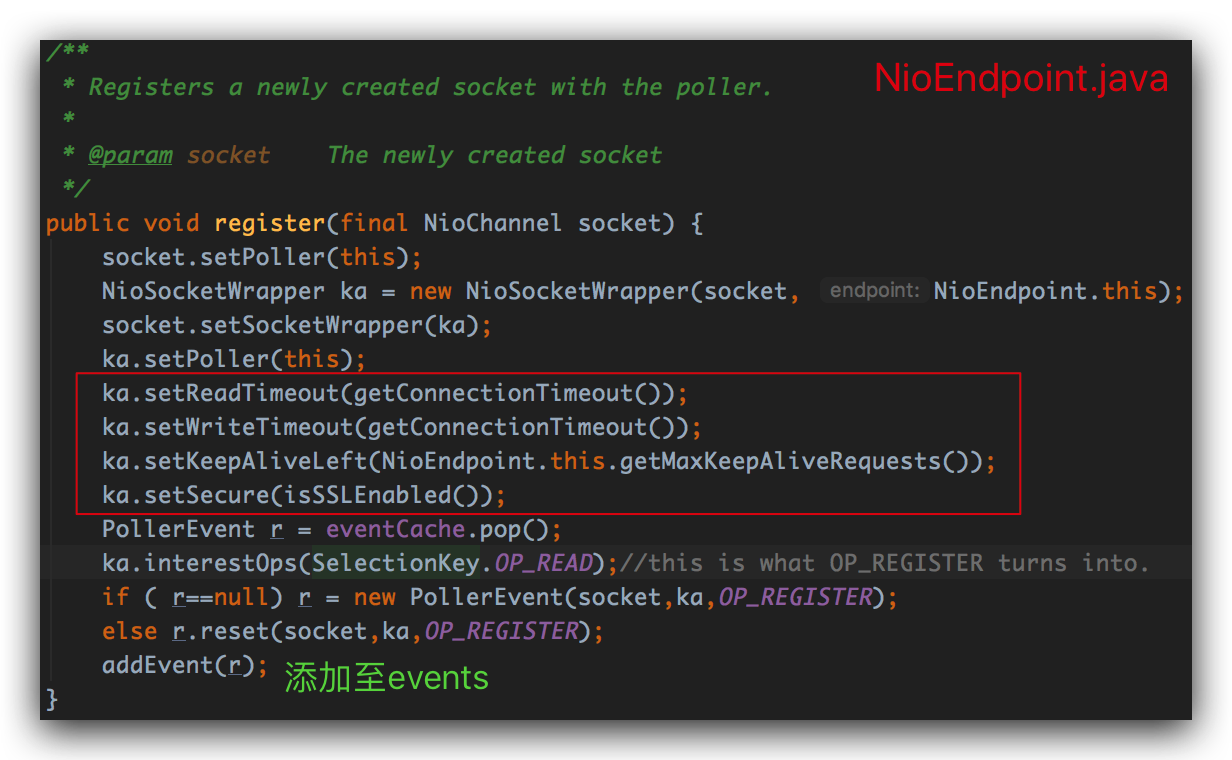 /**
NioEndpoint.java
* Registers a newly created socket with the poller.
*
* @param socket    The newly created socket
*/
public void register(final NioChannel socket) {
socket.setPoller(this);
NioSocketWrapper ka = new NioSocketWrapper(socket, endpoint: NioEndpoint.this);
socket.setSocketWrapper(ka);
ka.setPoller(this);
ka.setReadTimeout(getConnectionTimeout());
ka.setWriteTimeout(getConnectionTimeout());
ka.setKeepAliveLeft(NioEndpoint.this.getMaxKeepAliveRequests());
ka.setSecure(isSSLEnabled());
PollerEvent r = eventCache.pop();
ka.interestOps(SelectionKey.OP_READ);//this is what OP_REGISTER turns into.
if ( r==null) r = new PollerEvent(socket,ka,OP_REGISTER);
else r.reset(socket,ka,OP_REGISTER);
addEvent(r);
添加至events
}